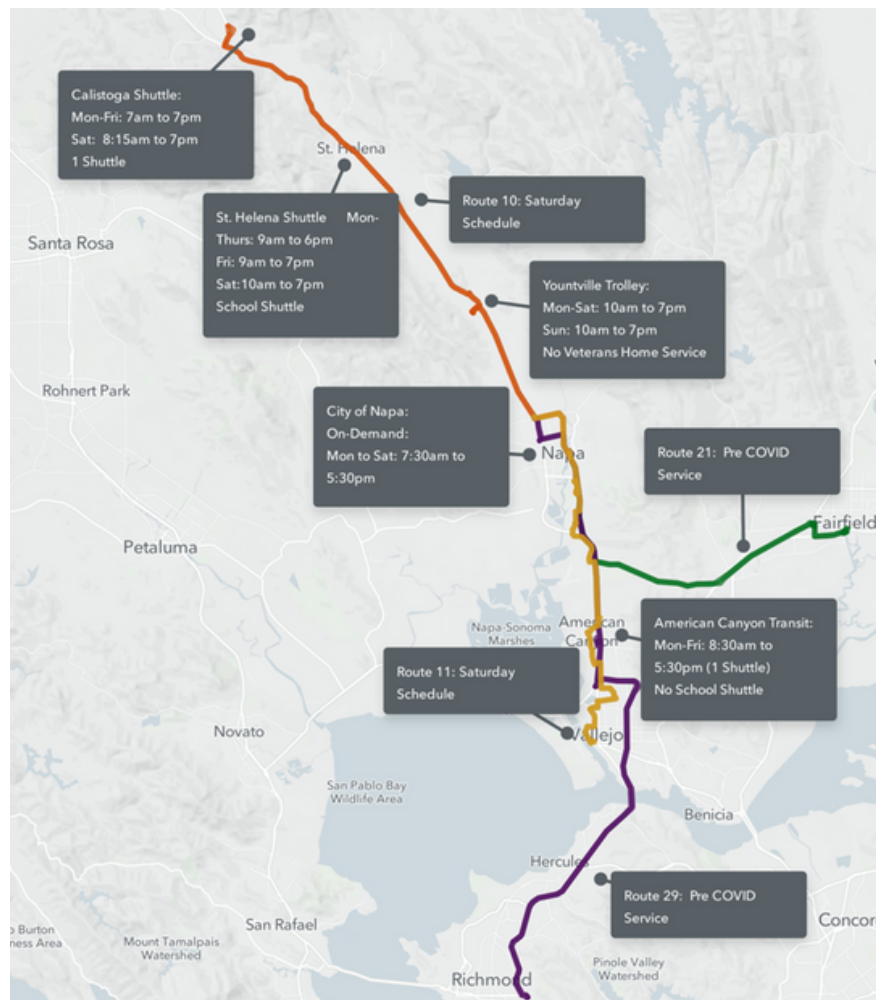 Calistoga Shuttle:
Mon-Fri: 7am to 7pm
Sat: 8:15am to 7pm
1 Shuttle
St. Helena
Santa Rosa
St. Helena Shuttle Mon-
Thurs: 9am to 6pm
Fri: 9am to 7pm
Sat:10am to 7pm
School Shuttle
Route 10: Saturday
Schedule
Yountville Trolley:
Mon-Sat: 10am to 7pm
Sun: 10am to 7pm
No Veterans Home Service
Rohnert Park
City of Napa:
On-Demand:
Mon to Sat: 7:30am to
5:30pm
Napa
Route 21: Pre COVID
Service
Fairfield
Petaluma
Napa-Sonoma
Marshes
American
Canyon
American Canyon Transit:
Mon-Fri: 8:30am to
5:30pm (1 Shuttle)
No School Shuttle
Route 11: Saturday
Schedule
Novato
Vallejo
San Pablo Bay
Wildlife Area
Benicia
Hercules
Route 29: Pre COVID
Service
San Rafael
o Burton
ness Area
Mount Tamalpais
Watershed
Concor
Richmond
Pinole Valley
Watershed